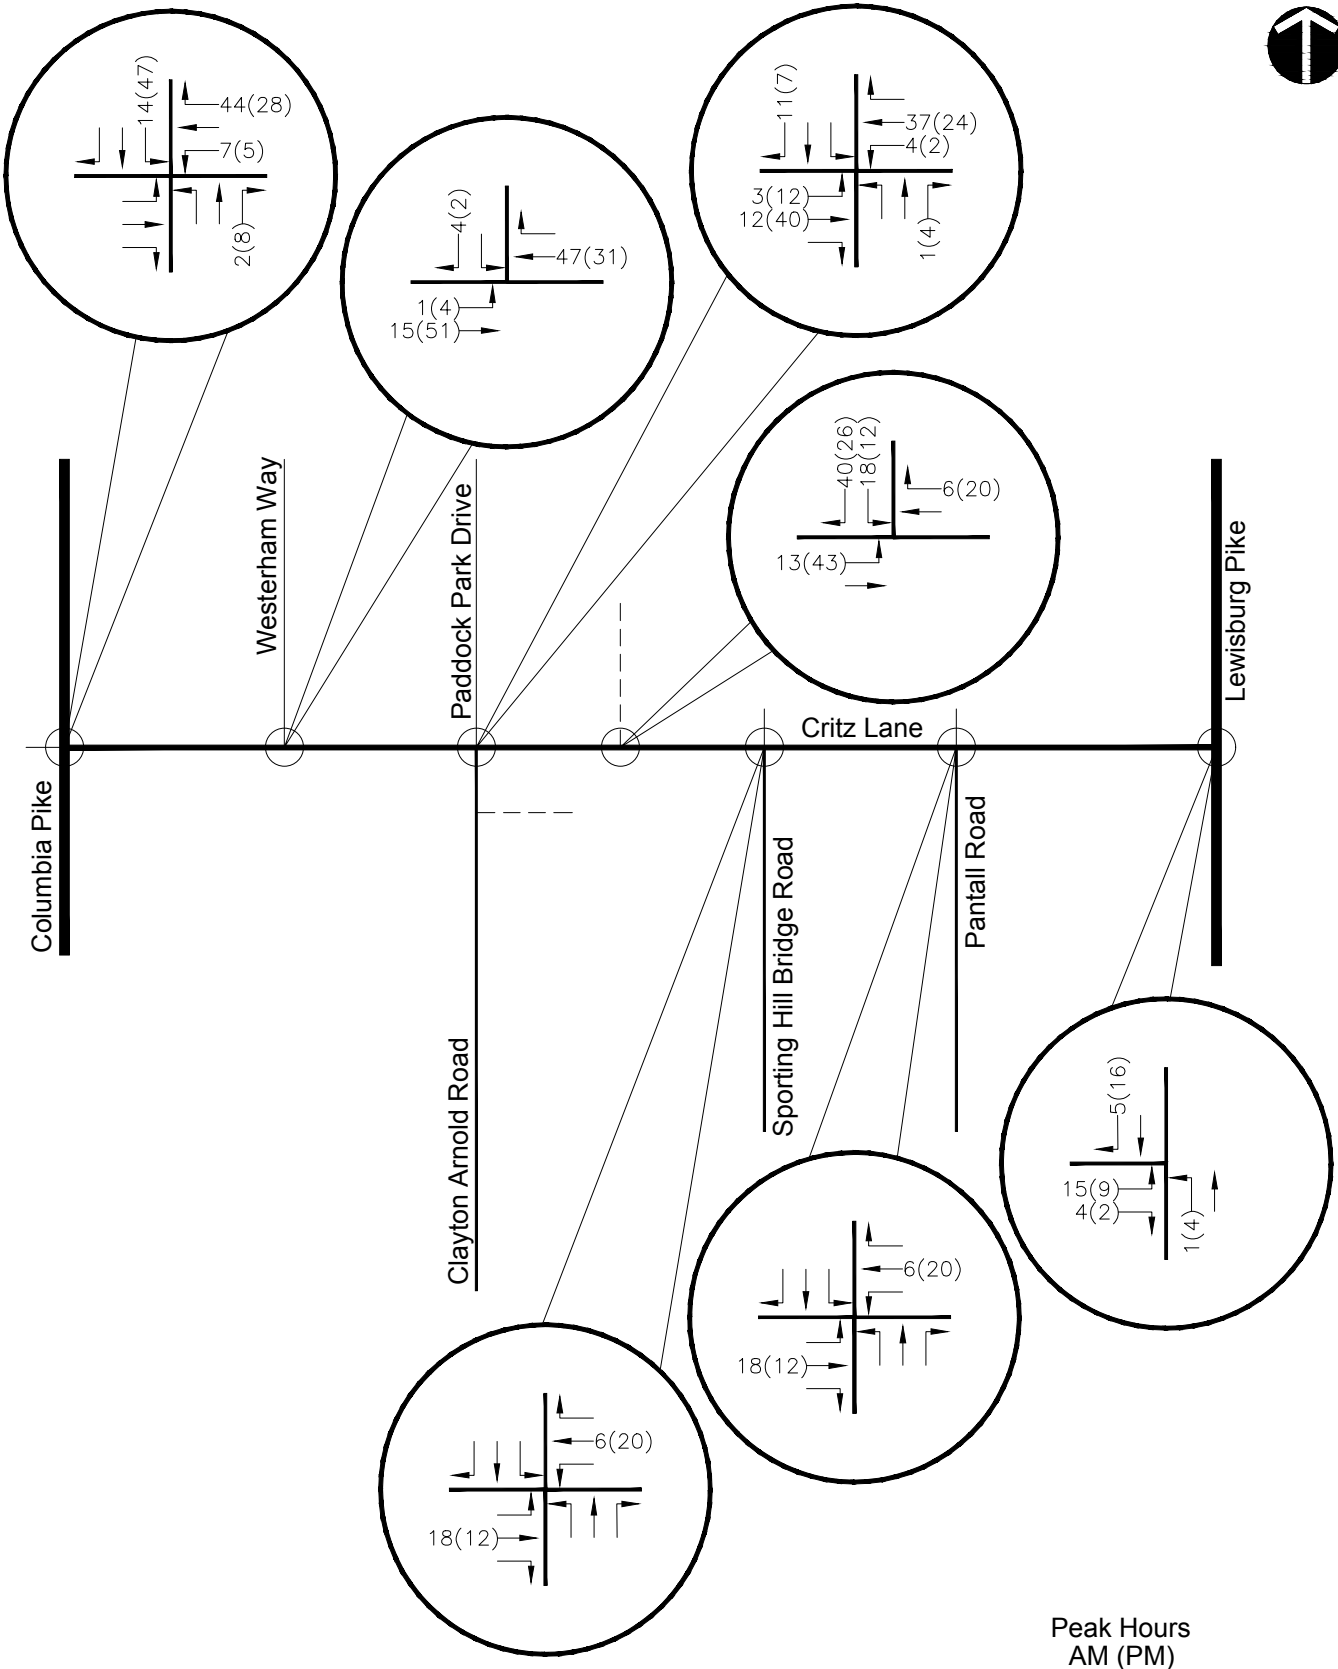 14(47)
44(28)
7(5)
2(8)
4(2)
47(31)
1(4)
15(51)
11(7)
37(24)
4(2)
3(12)
12(40)
1(4)
40(26)
18(12)
6(20)
13(43)
Columbia Pike
Westerham Way
Paddock Park Drive
Clayton Arnold Road
Critz Lane
Sporting Hill Bridge Road
Pantall Road
Lewisburg Pike
5(16)
15(9)
4(2)
1(4)
6(20)
18(12)
6(20)
18(12)
Peak Hours
AM (PM)